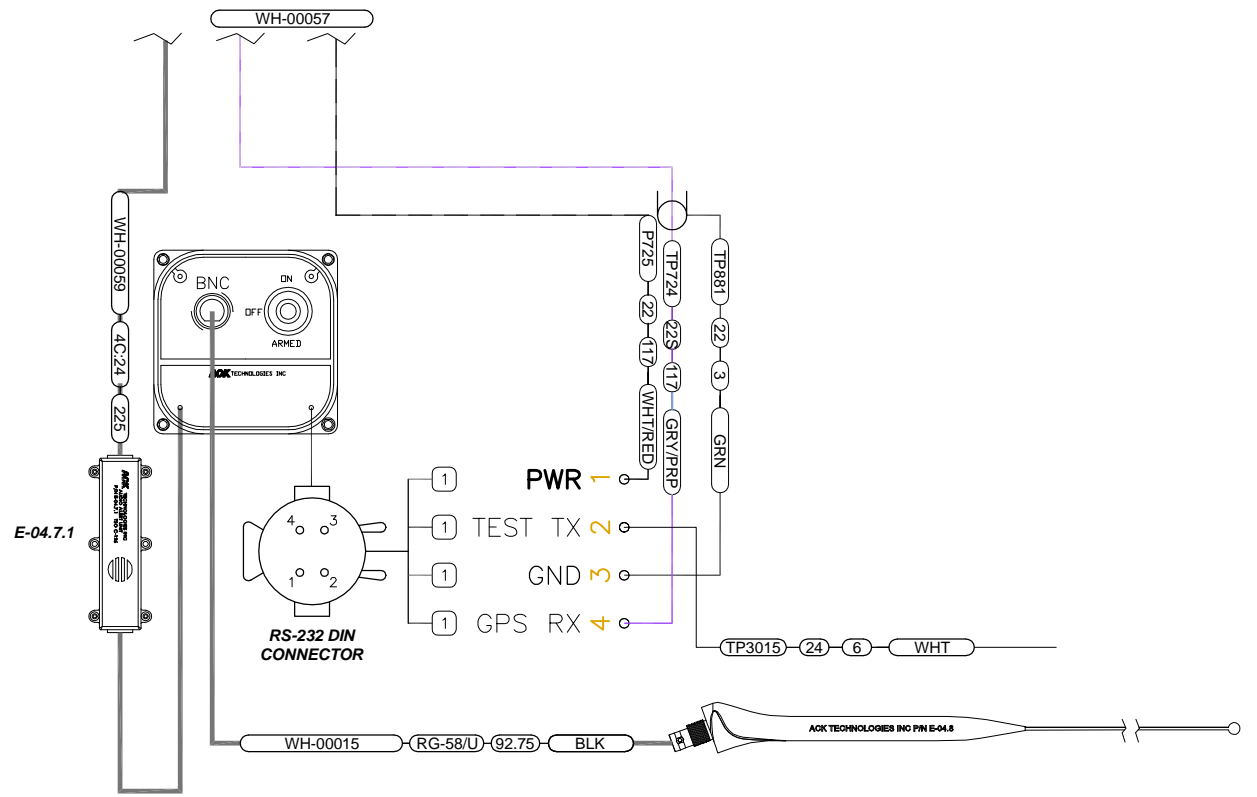 WH-00057
WH-00059
4C:24
225
P725
22
117
WHT/RED
TP724
22S
117
GRY/PRP
TP881
22
3
GRN
BNC
ON
OFF
ARMED
ACK TECHNOLOGIES INC
E-04.7.1
4 3
1 2
RS-232 DIN
CONNECTOR
1 PWR 1
1 TEST TX 2
1 GND 3
1 GPS RX 4
TP3015 24 6 WHT
ACK TECHNOLOGIES INC P/N E-04.8
WH-00015 RG-58/U 92.75 BLK